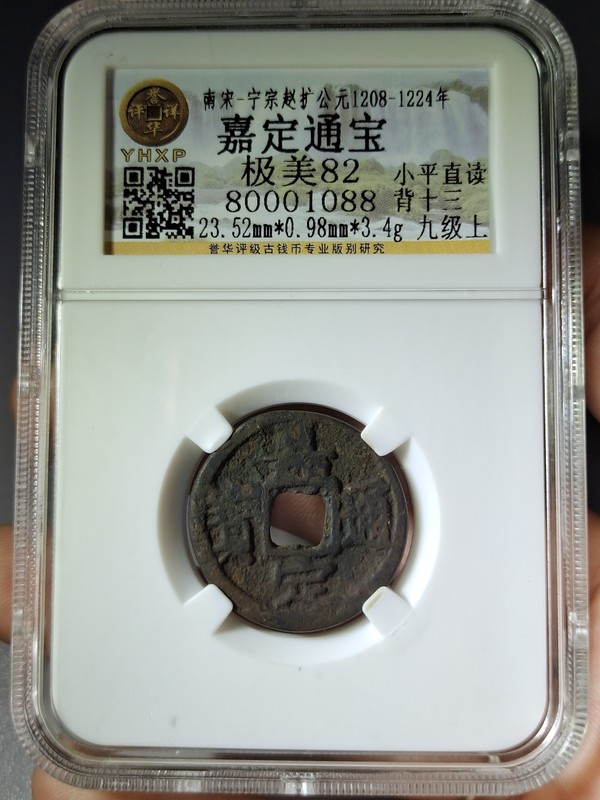 南宋-宁宗赵扩公元1208-1224年
誉
评 详
华
嘉定通宝
YHXP
极美82 小平直读
80001088 背十三
23.52mm*0.98mm*3.4g 九级上
誉华评级古钱币专业版别研究
嘉
寶 通
定